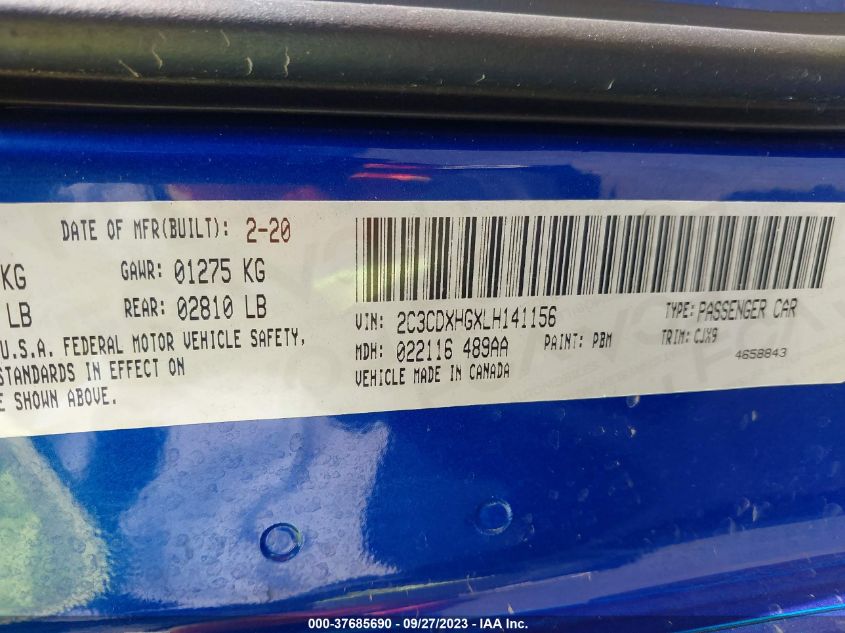 DATE OF MFR(BUILT): 2-20
KG GAWR: 01275 KG
LB REAR: 02810 LB
U.S.A. FEDERAL MOTOR VEHICLE SAFETY,
STANDARDS IN EFFECT ON
E SHOWN ABOVE.
VIN: 2C3CDXHGXLH141156 TYPE: PASSENGER CAR
MDH: 022116 489AA PAINT: PBM TRIM: CJX9
VEHICLE MADE IN CANADA 4658843
000-37685690 - 09/27/2023 - IAA Inc.